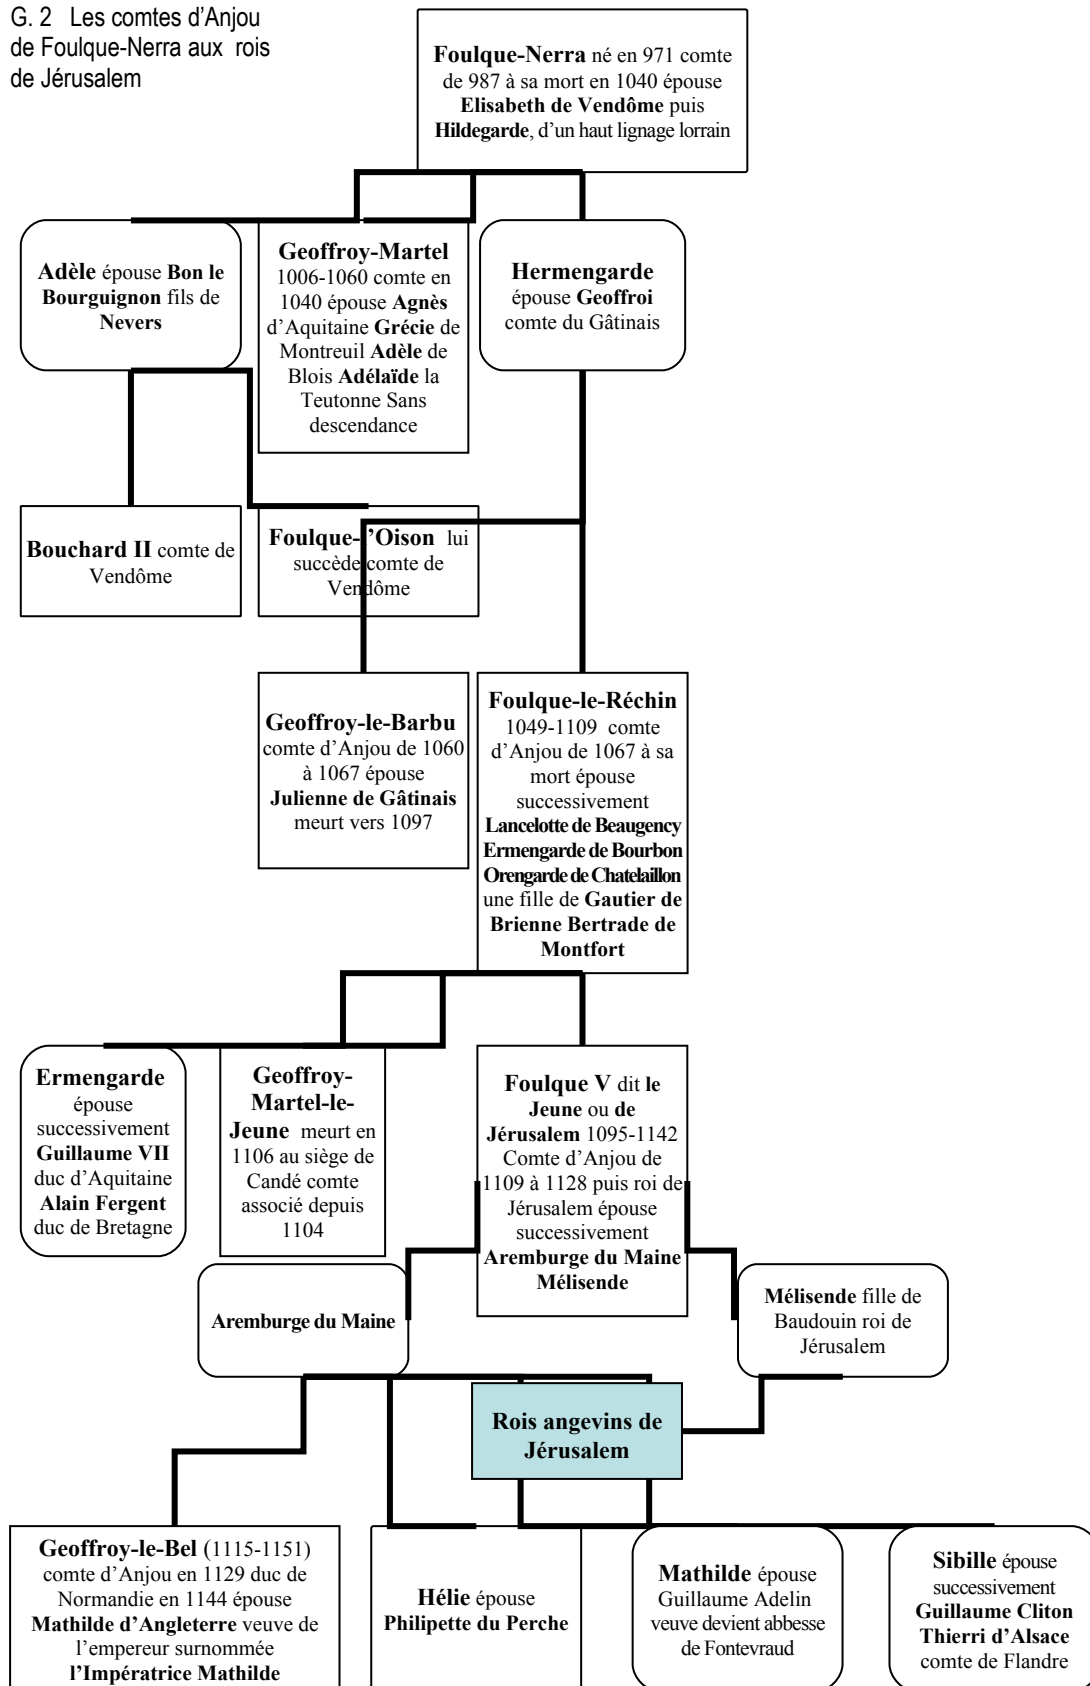 G. 2 Les comtes d’Anjou
de Foulque-Nerra aux rois
de Jérusalem
Foulque-Nerra né en 971 comte
de 987 à sa mort en 1040 épouse
Elisabeth de Vendôme puis
Hildegarde, d’un haut lignage lorrain
Adèle épouse Bon le
Bourguignon fils de
Nevers
Geoffroy-Martel
1006-1060 comte en
1040 épouse Agnès
d’Aquitaine Grécie de
Montreuil Adèle de
Blois Adélaïde la
Teutonne Sans
descendance
Hermengarde
épouse Geoffroi
comte du Gâtinais
Bouchard II comte de
Vendôme
Foulque-l’Oison lui
succède comte de
Vendôme
Geoffroy-le-Barbu
comte d’Anjou de 1060
à 1067 épouse
Julienne de Gâtinais
meurt vers 1097
Foulque-le-Réchin
1049-1109 comte
d’Anjou de 1067 à sa
mort épouse
successivement
Lancelotte de Beaugency
Ermengarde de Bourbon
Orengarde de Chatelaillon
une fille de Gautier de
Brienne Bertrade de
Montfort
Ermengarde
épouse
successivement
Guillaume VII
duc d’Aquitaine
Alain Fergent
duc de Bretagne
Geoffroy-
Martel-le-
Jeune meurt en
1106 au siège de
Candé comte
associé depuis
1104
Foulque V dit le
Jeune ou de
Jérusalem 1095-1142
Comte d’Anjou de
1109 à 1128 puis roi de
Jérusalem épouse
successivement
Aremburge du Maine
Mélisende
Aremburge du Maine
Mélisende fille de
Baudouin roi de
Jérusalem
Rois angevins de
Jérusalem
Geoffroy-le-Bel (1115-1151)
comte d’Anjou en 1129 duc de
Normandie en 1144 épouse
Mathilde d’Angleterre veuve de
l’empereur surnommée
l’Impératrice Mathilde
Hélie épouse
Philipette du Perche
Mathilde épouse
Guillaume Adelin
veuve devient abbesse
de Fontevraud
Sibille épouse
successivement
Guillaume Cliton
Thierri d’Alsace
comte de Flandre